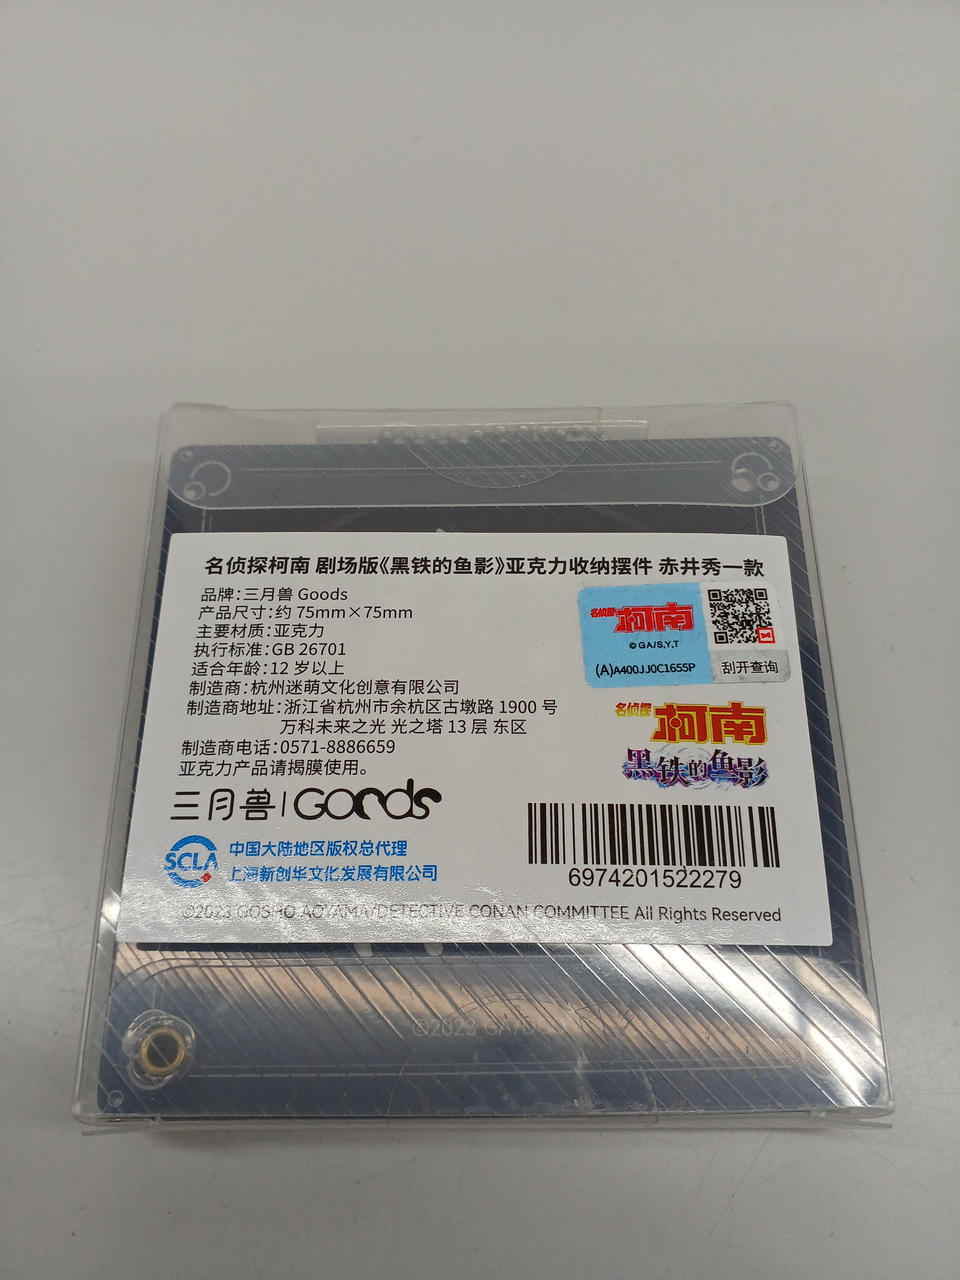 名侦探柯南 剧场版《黑铁的鱼影》亚克力收纳摆件 赤井秀一款
品牌:三月兽 Goods
产品尺寸:约 75mm×75mm
主要材质:亚克力
执行标准:GB 26701
适合年龄:12 岁以上
制造商:杭州迷萌文化创意有限公司
制造商地址:浙江省杭州市余杭区古墩路 1900 号
万科未来之光 光之塔 13 层 东区
制造商电话:0571-8886659
亚克力产品请揭膜使用。
三月兽 | Goods
SCLA
中国大陆地区版权总代理
上海新创华文化发展有限公司
名侦探柯南
©GA/S,Y,T
(A)A400JJ0C1655P
刮开查询
名侦探柯南
黑铁的鱼影
6974201522279
©2023 GOSHO AOYAMA/DETECTIVE CONAN COMMITTEE All Rights Reserved
©2023 GA/DC